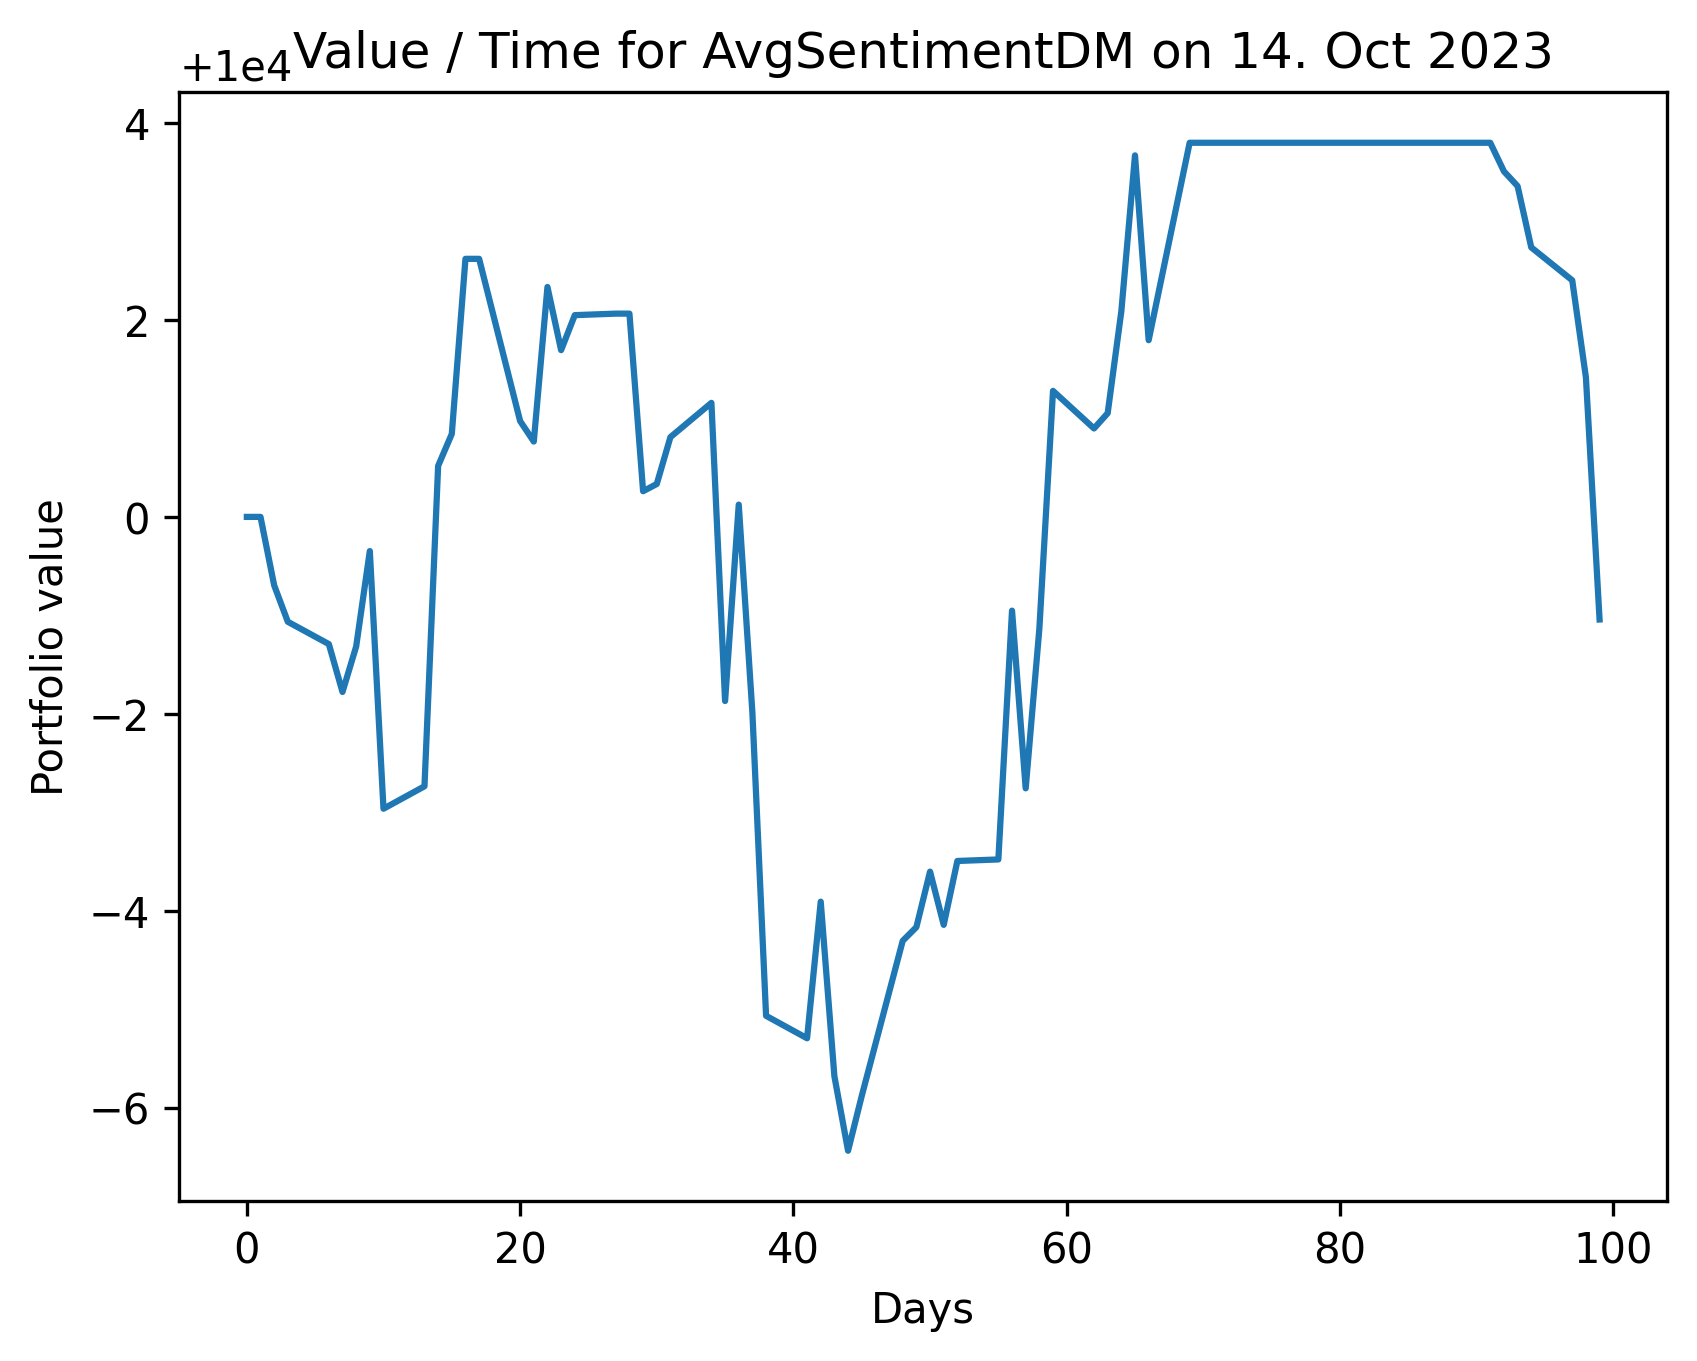 Value / Time for AvgSentimentDM on 14. Oct 2023
+1e4
4
2
0
−2
−4
−6
Portfolio value
0 20 40 60 80 100
Days